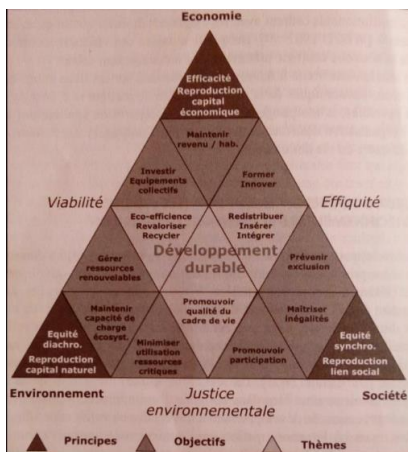 Economie
Efficacité
Reproduction
capital
économique
Maintenir
revenu / hab.
Investir
Equipements
collectifs
Former
Innover
Viabilité
Effiquité
Eco-efficience
Revaloriser
Recycler
Redistribuer
Insérer
Intégrer
Développement
durable
Gérer
ressources
renouvelables
Prévenir
exclusion
Maintenir
capacité de
charge
écosyst.
Promouvoir
qualité du
cadre de vie
Maîtriser
inégalités
Equité
diachro.
Reproduction
capital naturel
Minimiser
utilisation
ressources
critiques
Promouvoir
participation
Equité
synchro.
Reproduction
lien social
Environnement
Justice
environnementale
Société
Principes
Objectifs
Thèmes